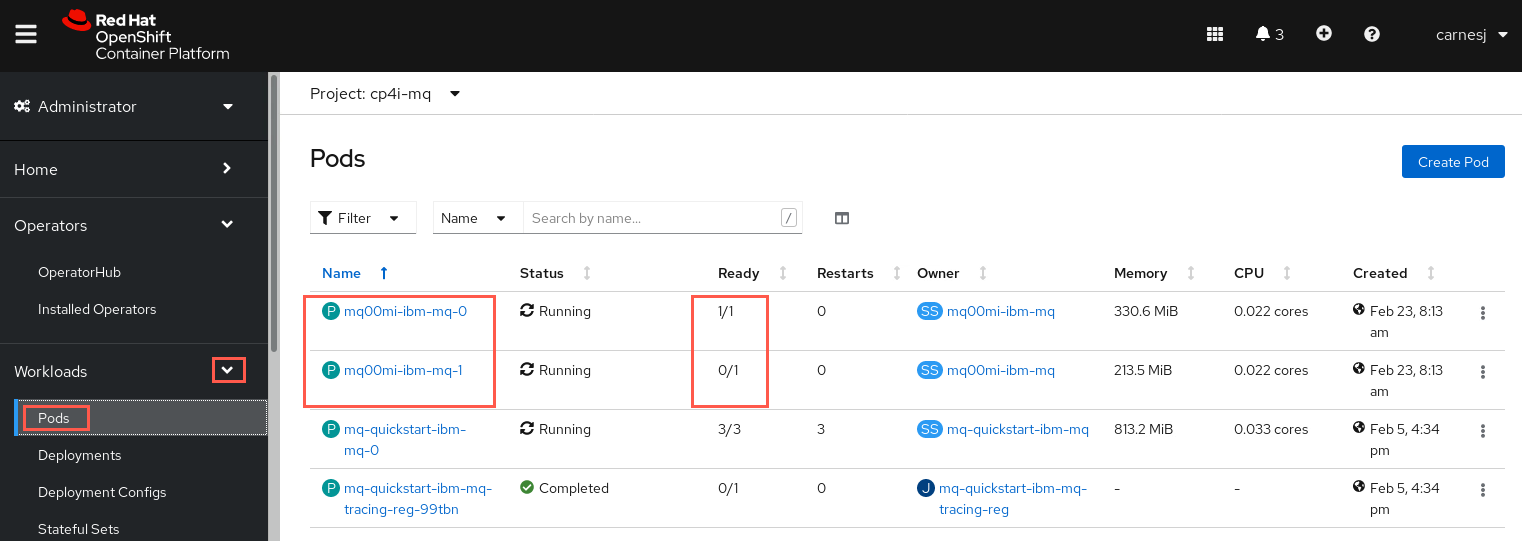 Red Hat
OpenShift
Container Platform
3
carnesj
Administrator
Home
Operators
OperatorHub
Installed Operators
Workloads
Pods
Deployments
Deployment Configs
Stateful Sets
Project: cp4i-mq
Pods
Create Pod
Filter
Name
Search by name...
/
Name Status Ready Restarts Owner Memory CPU Created
P mq00mi-ibm-mq-0 Running 1/1 0 SS mq00mi-ibm-mq 330.6 MiB 0.022 cores Feb 23, 8:13
am
P mq00mi-ibm-mq-1 Running 0/1 0 SS mq00mi-ibm-mq 213.5 MiB 0.022 cores Feb 23, 8:13
am
P mq-quickstart-ibm- Running 3/3 3 SS mq-quickstart-ibm-mq 813.2 MiB 0.033 cores Feb 5, 4:34
mq-0 pm
P mq-quickstart-ibm-mq- Completed 0/1 0 J mq-quickstart-ibm-mq- - - Feb 5, 4:34
tracing-reg-99tbn tracing-reg pm